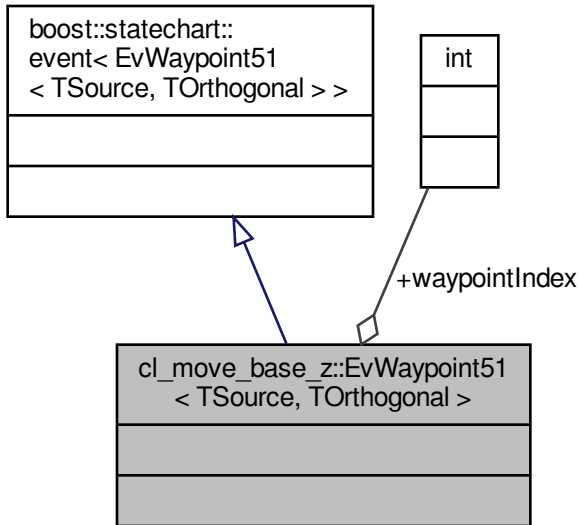 boost::statechart::
event< EvWaypoint51
< TSource, TOrthogonal > >
int
+waypointIndex
cl_move_base_z::EvWaypoint51
< TSource, TOrthogonal >